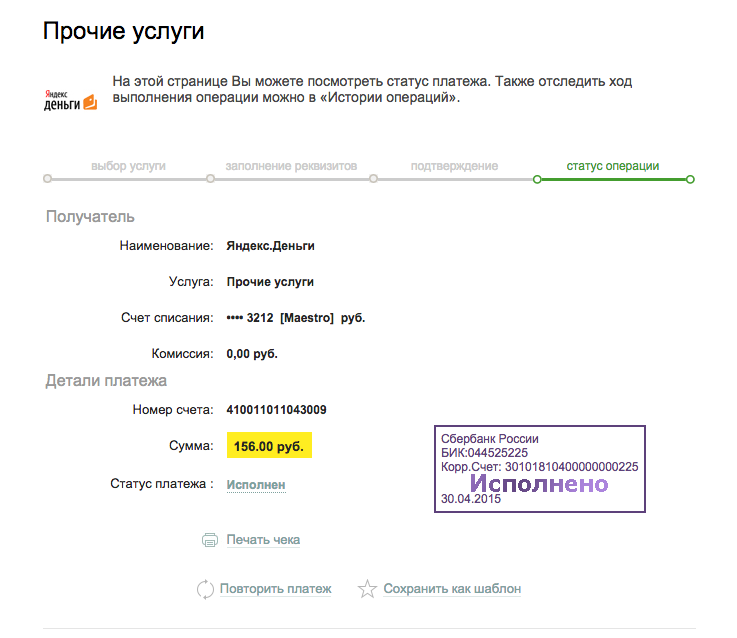 Прочие услуги
Яндекс
деньги
На этой странице Вы можете посмотреть статус платежа. Также отследить ход
выполнения операции можно в «Истории операций».
выбор услуги
заполнение реквизитов
подтверждение
статус операции
Получатель
Наименование: Яндекс.Деньги
Услуга: Прочие услуги
Счет списания: •••• 3212 [Maestro] руб.
Комиссия: 0,00 руб.
Детали платежа
Номер счета: 410011011043009
Сумма: 156.00 руб.
Статус платежа : Исполнен
Сбербанк России
БИК:044525225
Корр.Счет: 30101810400000000225
Исполнено
30.04.2015
Печать чека
Повторить платеж
Сохранить как шаблон